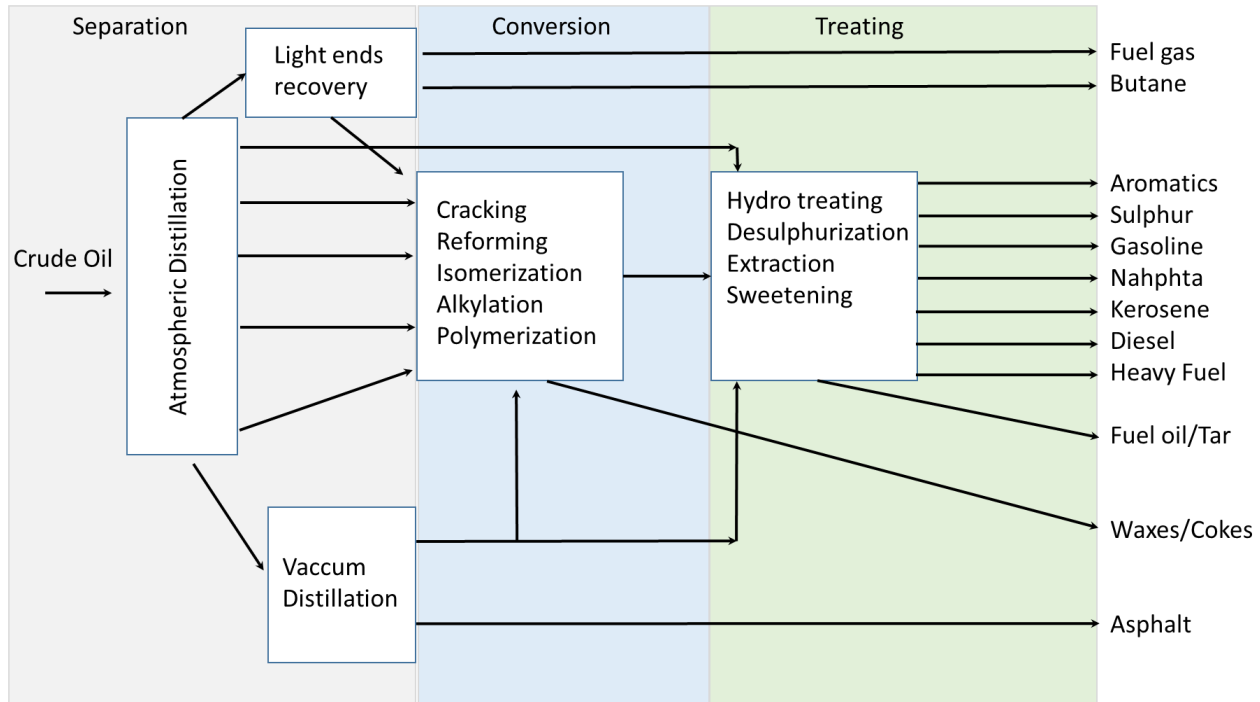 Separation
Conversion
Treating
Light ends
recovery
Fuel gas
Butane
Crude Oil
Atmospheric Distillation
Cracking
Reforming
Isomerization
Alkylation
Polymerization
Hydro treating
Desulphurization
Extraction
Sweetening
Aromatics
Sulphur
Gasoline
Nahphta
Kerosene
Diesel
Heavy Fuel
Fuel oil/Tar
Waxes/Cokes
Vaccum
Distillation
Asphalt